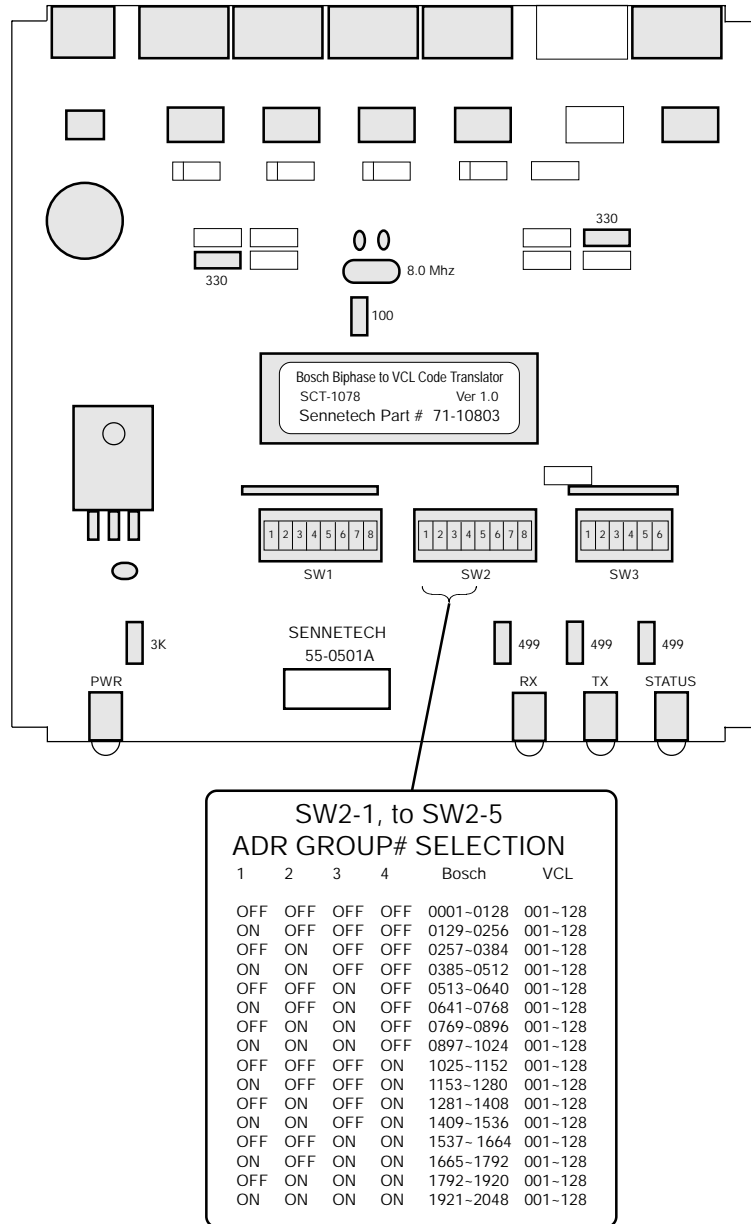 330
330
8.0 Mhz
100
Bosch Biphase to VCL Code Translator
SCT-1078 Ver 1.0
Sennetech Part # 71-10803
1 2 3 4 5 6 7 8
1 2 3 4 5 6 7 8
1 2 3 4 5 6
SW1
SW2
SW3
SENNETECH
55-0501A
3K
499
499
499
PWR
RX
TX
STATUS
SW2-1, to SW2-5
ADR GROUP# SELECTION
1 2 3 4 Bosch VCL
OFF OFF OFF OFF 0001~0128 001~128
ON OFF OFF OFF 0129~0256 001~128
OFF ON OFF OFF 0257~0384 001~128
ON ON OFF OFF 0385~0512 001~128
OFF OFF ON OFF 0513~0640 001~128
ON OFF ON OFF 0641~0768 001~128
OFF ON ON OFF 0769~0896 001~128
ON ON ON OFF 0897~1024 001~128
OFF OFF OFF ON 1025~1152 001~128
ON OFF OFF ON 1153~1280 001~128
OFF ON OFF ON 1281~1408 001~128
ON ON OFF ON 1409~1536 001~128
OFF OFF ON ON 1537~ 1664 001~128
ON OFF ON ON 1665~1792 001~128
OFF ON ON ON 1792~1920 001~128
ON ON ON ON 1921~2048 001~128